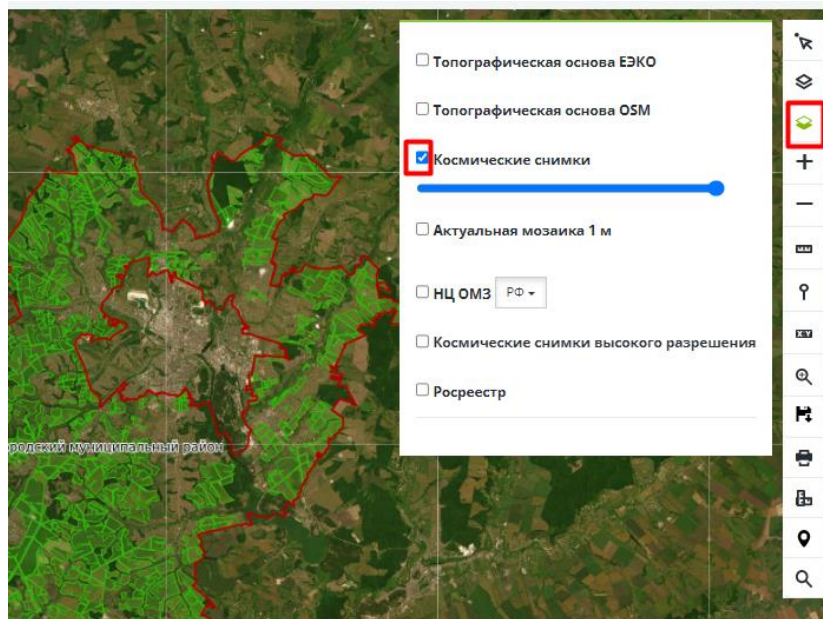 Топографическая основа ЕЭКО
Топографическая основа OSM
Космические снимки
Актуальная мозаика 1 м
НЦ ОМЗ РФ
Космические снимки высокого разрешения
Росреестр
ородский муниципальный район